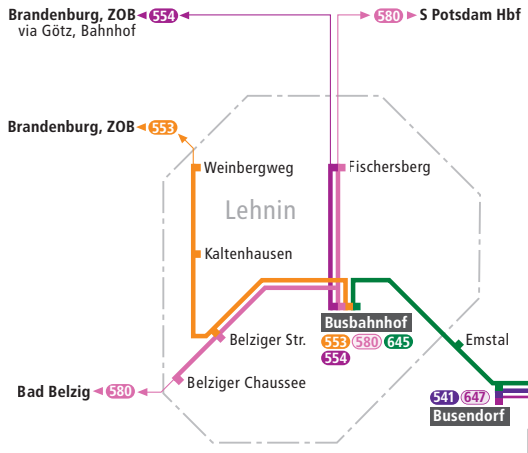 Brandenburg, ZOB 554
via Götz, Bahnhof
580 S Potsdam Hbf
Brandenburg, ZOB 553
Weinbergweg
Fischersberg
Lehnin
Kaltenhausen
Busbahnhof
553 580 645
554
Belziger Str.
Emstal
Belziger Chaussee
Bad Belzig 580
541 647
Busendorf